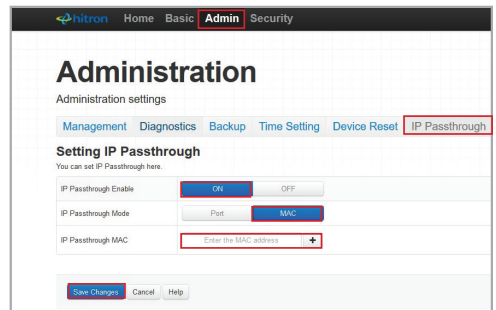 hitron Home Basic Admin Security
Administration
Administration settings
Management Diagnostics Backup Time Setting Device Reset IP Passthrough
Setting IP Passthrough
You can set IP Passthrough here.
IP Passthrough Enable ON OFF
IP Passthrough Mode Port MAC
IP Passthrough MAC Enter the MAC address +
Save Changes Cancel Help